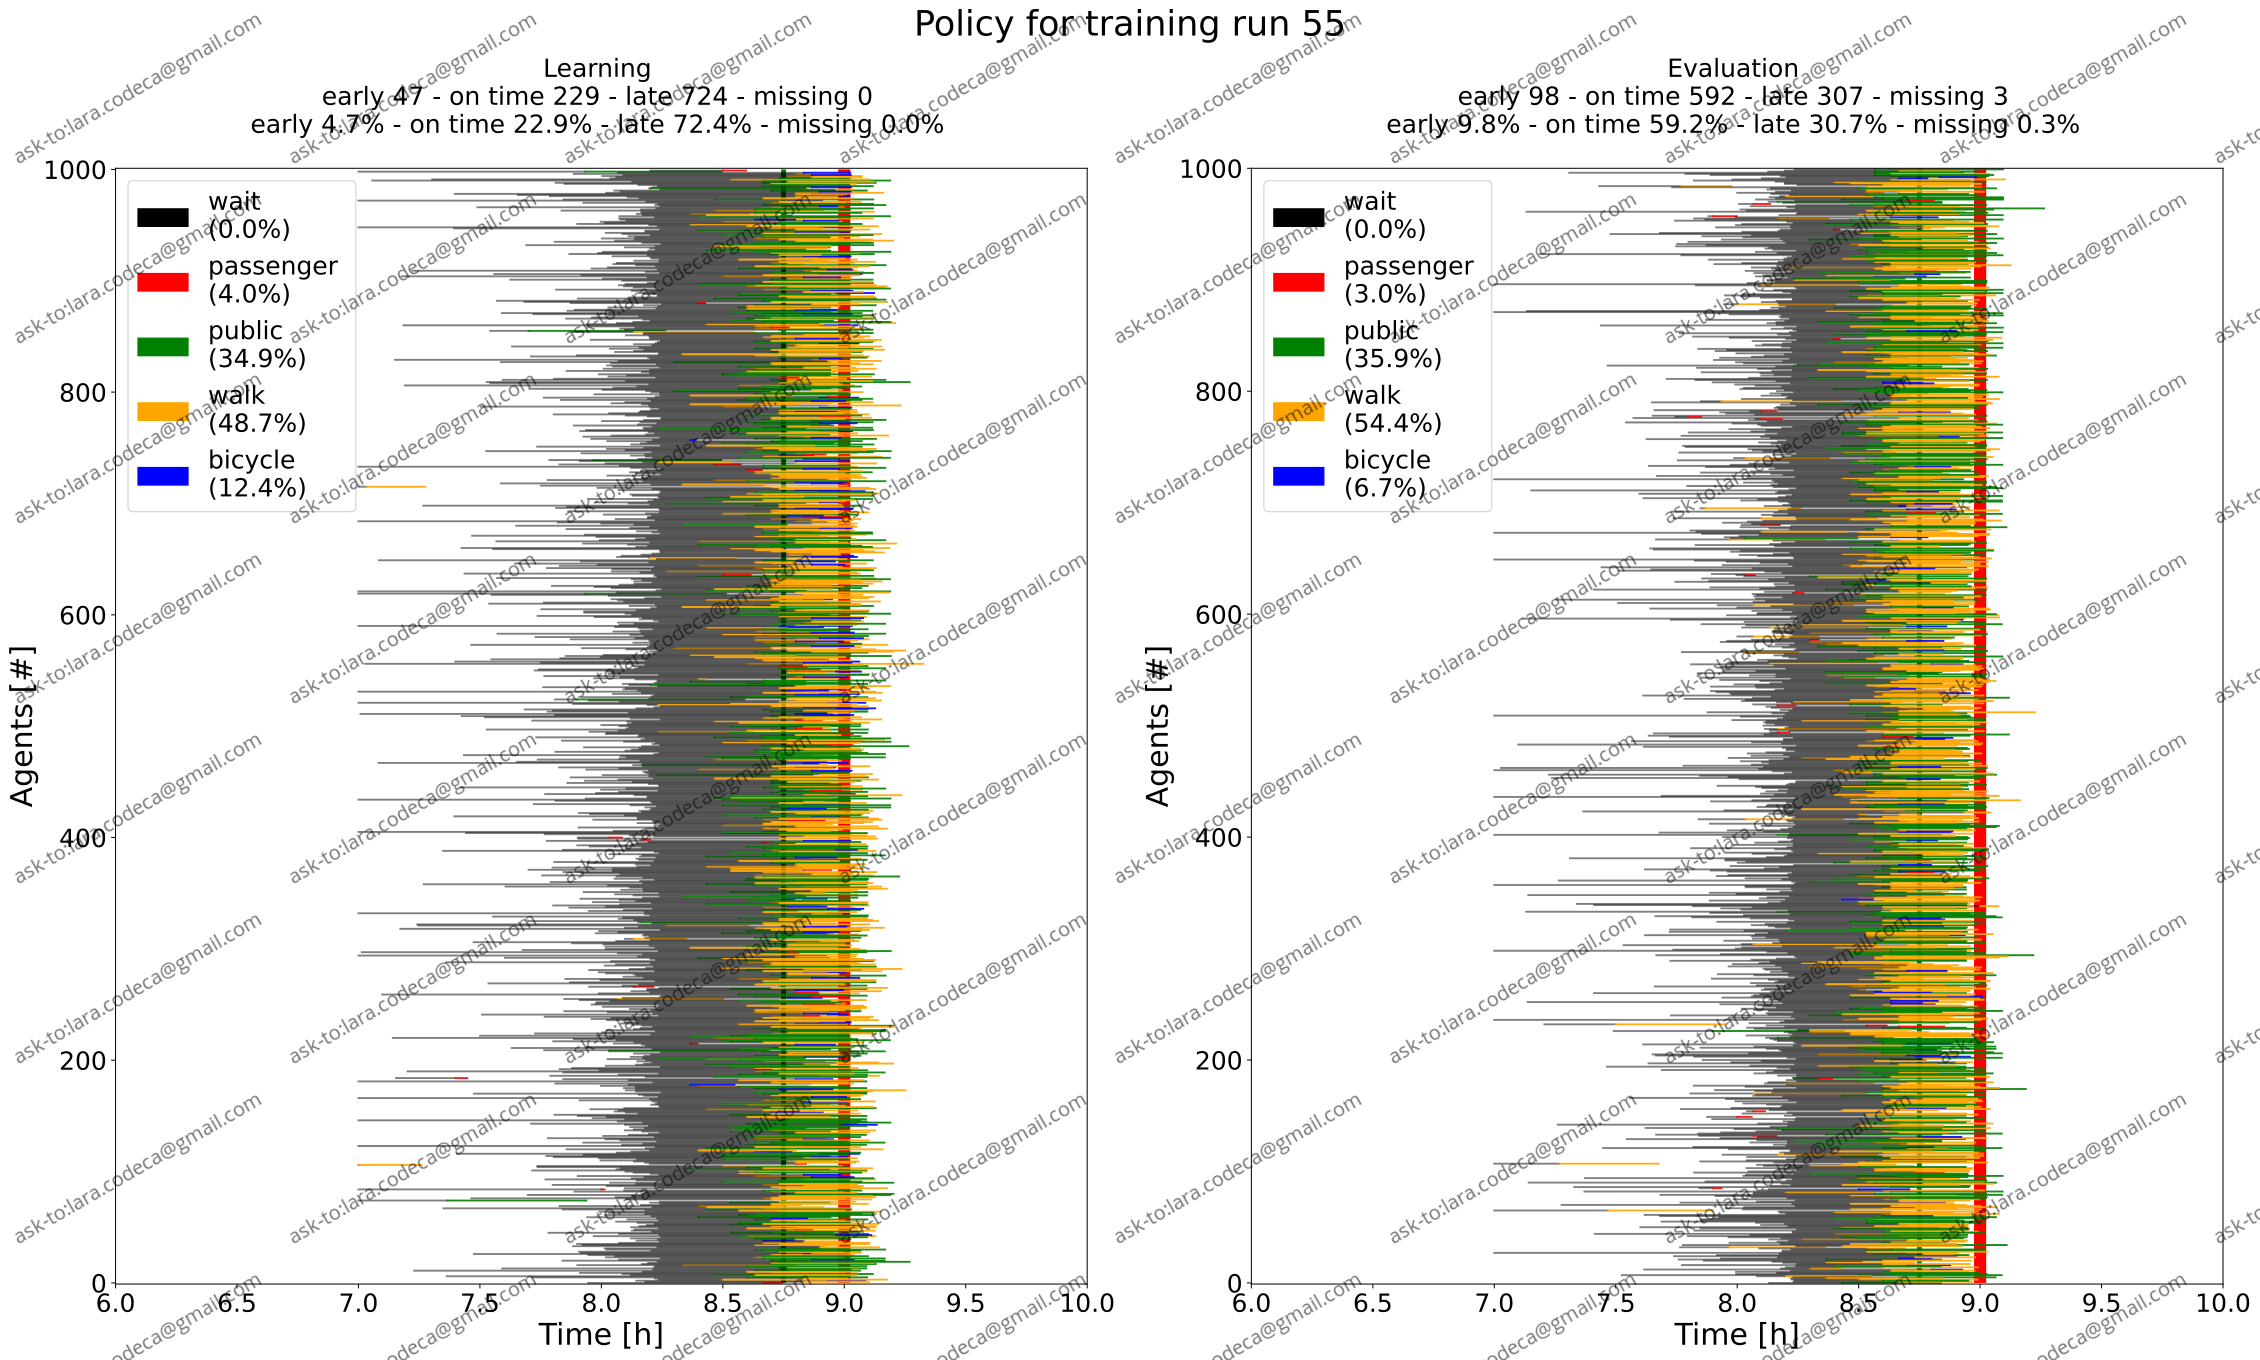 Policy for training run 55
Learning
early 47 - on time 229 - late 724 - missing 0
early 4.7% - on time 22.9% - late 72.4% - missing 0.0%
1000
800
600
400
200
0
Agents [#]
wait
(0.0%)
passenger
(4.0%)
public
(34.9%)
walk
(48.7%)
bicycle
(12.4%)
6.0 6.5 7.0 7.5 8.0 8.5 9.0 9.5 10.0
Time [h]
Evaluation
early 98 - on time 592 - late 307 - missing 3
early 9.8% - on time 59.2% - late 30.7% - missing 0.3%
1000
800
600
400
200
0
Agents [#]
wait
(0.0%)
passenger
(3.0%)
public
(35.9%)
walk
(54.4%)
bicycle
(6.7%)
6.0 6.5 7.0 7.5 8.0 8.5 9.0 9.5 10.0
Time [h]
ask-to:lara.codeca@gmail.com